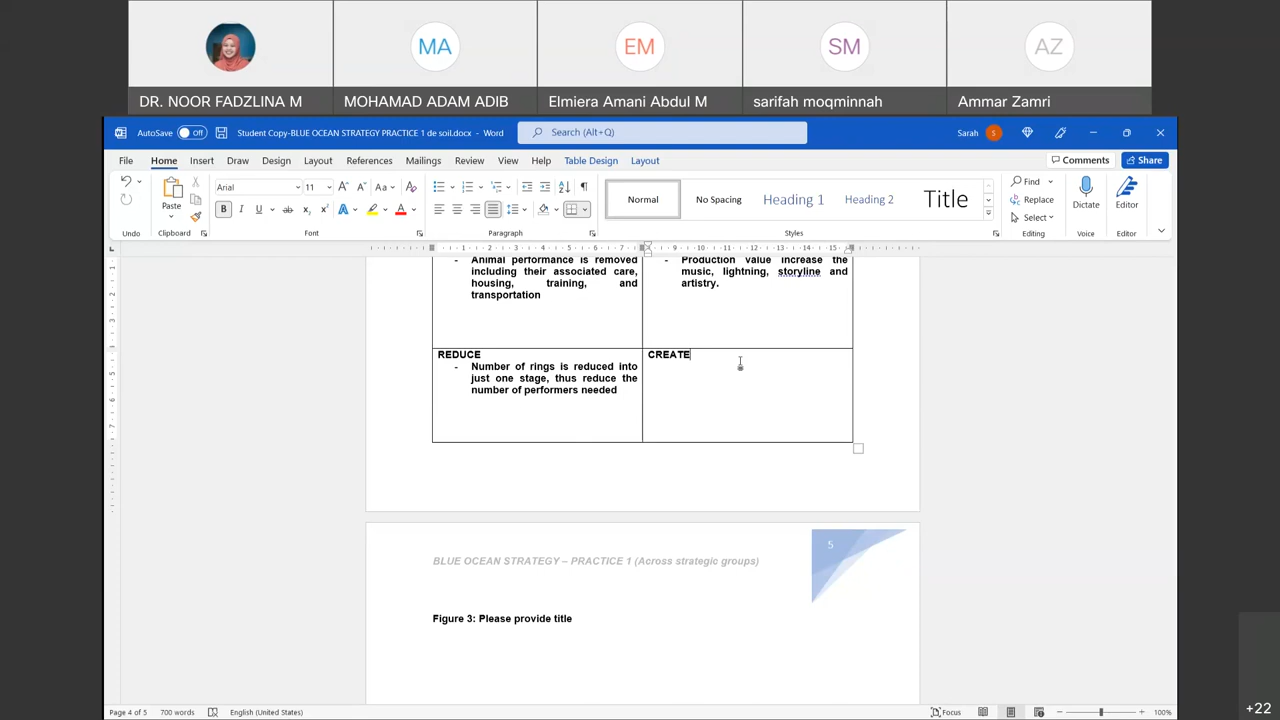 MA
EM
SM
AZ
DR. NOOR FADZLINA M
MOHAMAD ADAM ADIB
Elmiera Amani Abdul M
sarifah moqminnah
Ammar Zamri
AutoSave Off
Student Copy-BLUE OCEAN STRATEGY PRACTICE 1 de soil.docx - Word
Search (Alt+Q)
Sarah
S
File Home Insert Draw Design Layout References Mailings Review View Help Table Design Layout
Comments
Share
Undo
Paste
Clipboard
Arial
11
Font
Paragraph
Normal
No Spacing
Heading 1
Heading 2
Title
Styles
Find
Replace
Select
Editing
Dictate
Voice
Editor
Editor
- Animal performance is removed
including their associated care,
housing, training, and
transportation
- Production value increase the
music, lightning, storyline and
artistry.
REDUCE
- Number of rings is reduced into
just one stage, thus reduce the
number of performers needed
CREATE
5
BLUE OCEAN STRATEGY – PRACTICE 1 (Across strategic groups)
Figure 3: Please provide title
Page 4 of 5
700 words
English (United States)
Focus
100%
+22